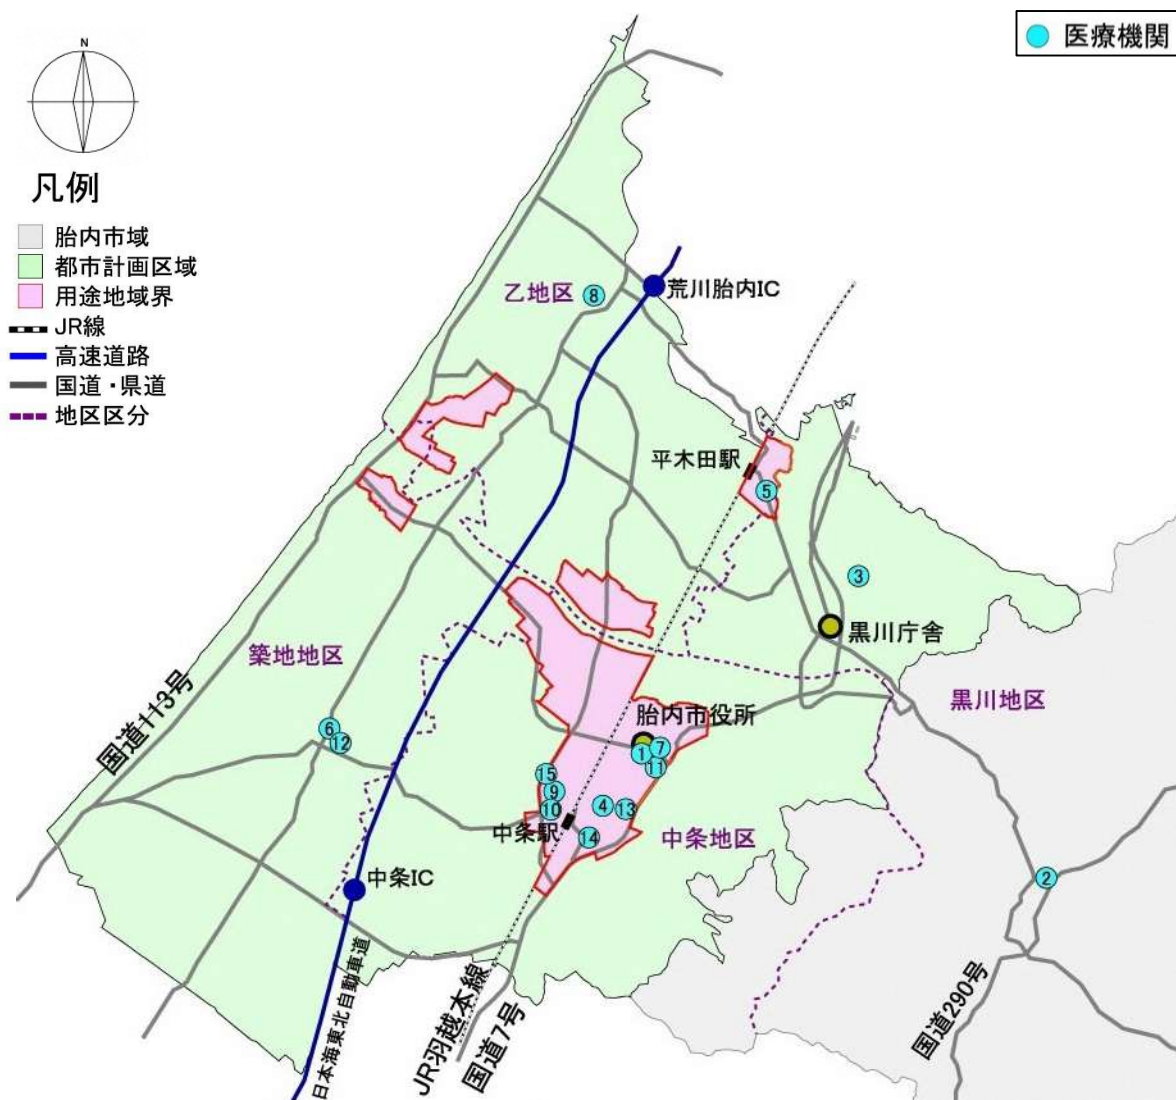 医療機関
N
凡例
胎内市域
都市計画区域
用途地域界
JR線
高速道路
国道・県道
地区区分
乙地区
⑧
荒川胎内IC
平木田駅
⑤
③
黒川庁舎
築地地区
黒川地区
国道113号
胎内市役所
⑥
⑫
①
⑦
⑪
⑮
⑨
⑩
④
⑬
中条駅
⑭
中条地区
②
中条IC
日本海東北自動車道
JR羽越本線
国道7号
国道290号